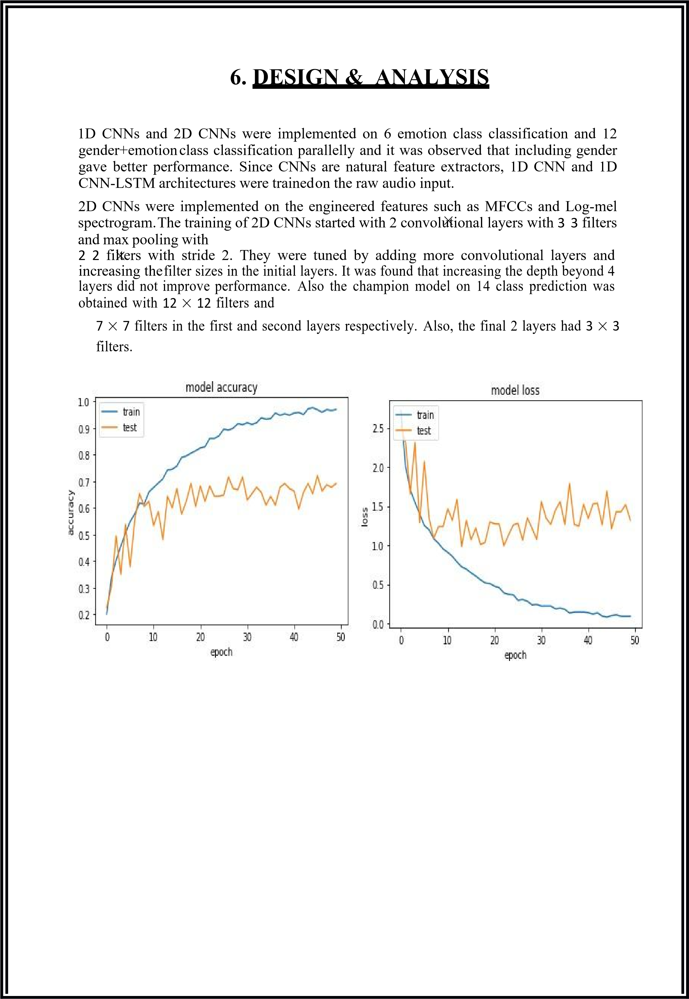 6. DESIGN & ANALYSIS
1D CNNs and 2D CNNs were implemented on 6 emotion class classification and 12
gender+emotion class classification parallelly and it was observed that including gender
gave better performance. Since CNNs are natural feature extractors, 1D CNN and 1D
CNN-LSTM architectures were trained on the raw audio input.
2D CNNs were implemented on the engineered features such as MFCCs and Log-mel
spectrogram. The training of 2D CNNs started with 2 convolutional layers with 3 3 filters
and max pooling with
2 2 filters with stride 2. They were tuned by adding more convolutional layers and
increasing the filter sizes in the initial layers. It was found that increasing the depth beyond 4
layers did not improve performance. Also the champion model on 14 class prediction was
obtained with 12 × 12 filters and
7 × 7 filters in the first and second layers respectively. Also, the final 2 layers had 3 × 3
filters.
model accuracy
train
test
1.0
0.9
0.8
0.7
0.6
0.5
0.4
0.3
0.2
accuracy
0 10 20 30 40 50
epoch
model loss
train
test
2.5
2.0
1.5
1.0
0.5
0.0
loss
0 10 20 30 40 50
epoch